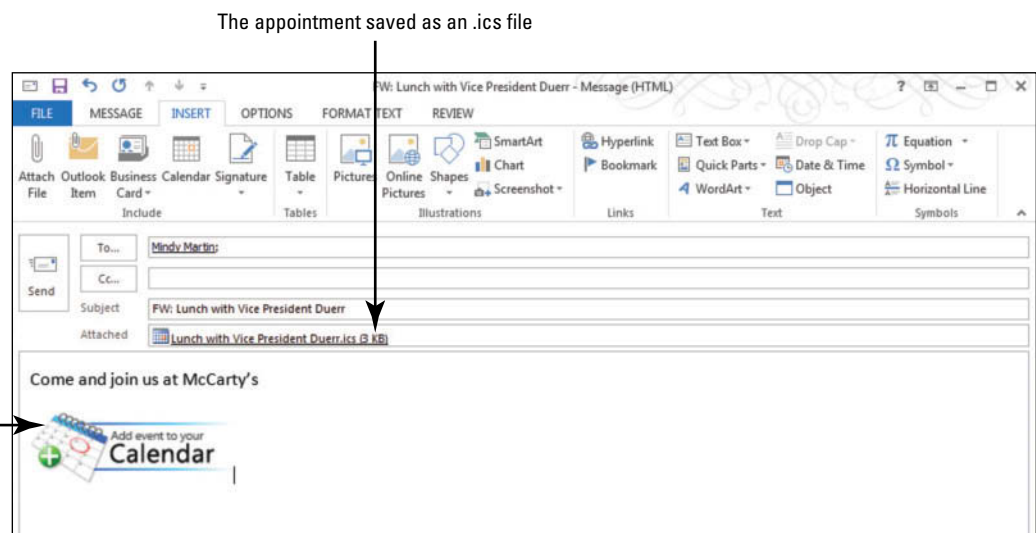 The appointment saved as an .ics file
FW: Lunch with Vice President Duerr - Message (HTML)
FILE MESSAGE INSERT OPTIONS FORMAT TEXT REVIEW
Attach File
Outlook Item
Business Card
Calendar
Signature
Include
Table
Tables
Pictures
Online Pictures
Shapes
SmartArt
Chart
Screenshot
Illustrations
Hyperlink
Bookmark
Links
Text Box
Quick Parts
WordArt
Drop Cap
Date & Time
Object
Text
π Equation
Ω Symbol
Horizontal Line
Symbols
Send
To... Mindy Martin;
Cc...
Subject FW: Lunch with Vice President Duerr
Attached Lunch with Vice President Duerr.ics (3 KB)
Come and join us at McCarty's
Add event to your
Calendar